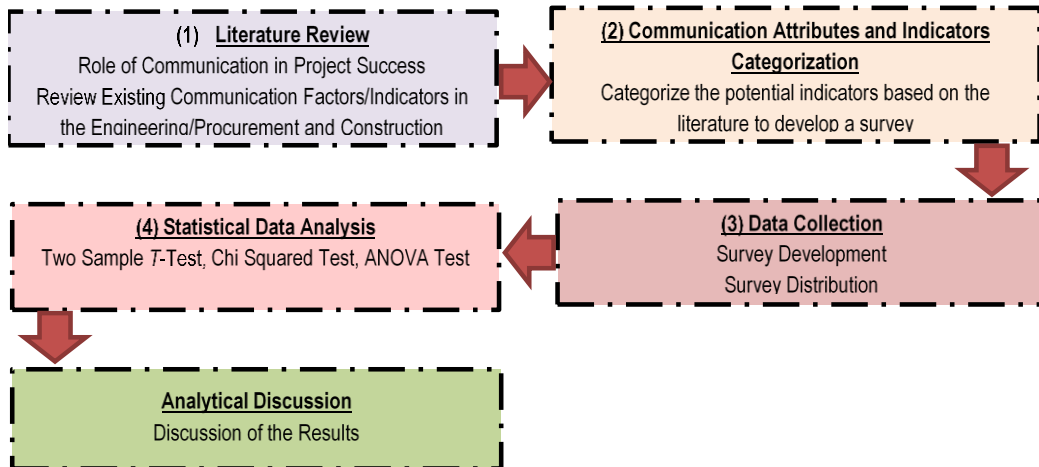 (1) Literature Review
Role of Communication in Project Success
Review Existing Communication Factors/Indicators in
the Engineering/Procurement and Construction
(2) Communication Attributes and Indicators
Categorization
Categorize the potential indicators based on the
literature to develop a survey
(3) Data Collection
Survey Development
Survey Distribution
(4) Statistical Data Analysis
Two Sample T-Test, Chi Squared Test, ANOVA Test
Analytical Discussion
Discussion of the Results